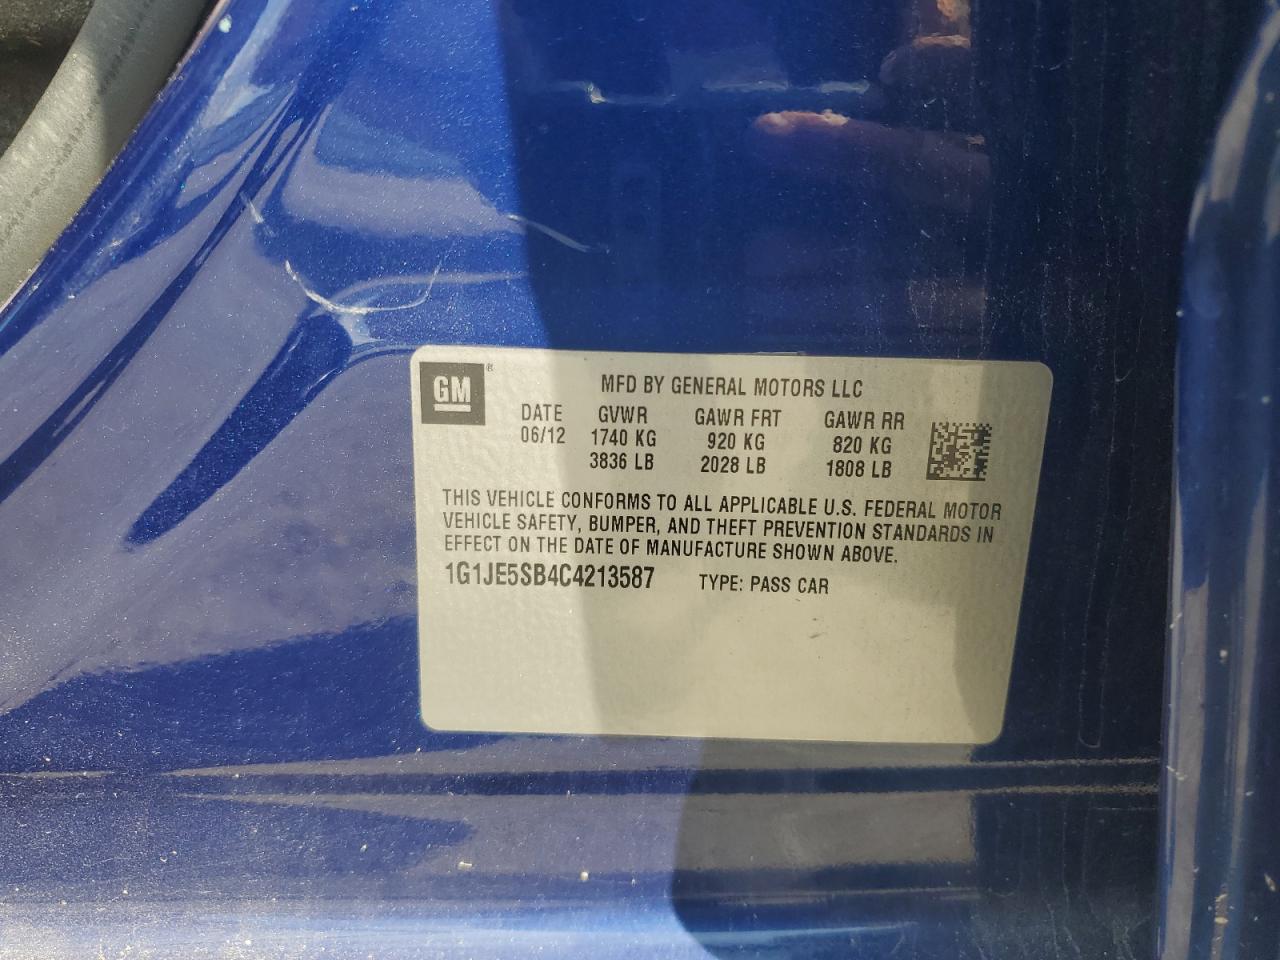 GM ®
MFD BY GENERAL MOTORS LLC
DATE GVWR GAWR FRT GAWR RR
06/12 1740 KG 920 KG 820 KG
3836 LB 2028 LB 1808 LB
THIS VEHICLE CONFORMS TO ALL APPLICABLE U.S. FEDERAL MOTOR
VEHICLE SAFETY, BUMPER, AND THEFT PREVENTION STANDARDS IN
EFFECT ON THE DATE OF MANUFACTURE SHOWN ABOVE.
1G1JE5SB4C4213587 TYPE: PASS CAR